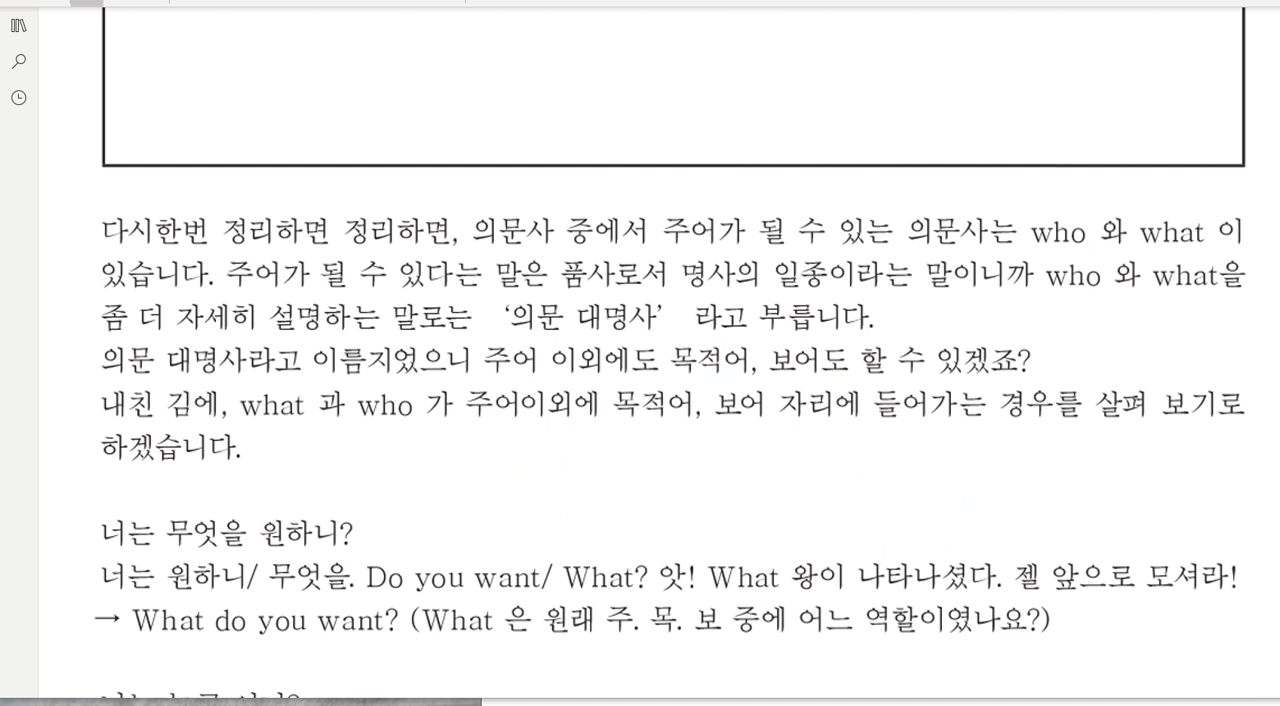 다시한번 정리하면 정리하면, 의문사 중에서 주어가 될 수 있는 의문사는 who 와 what 이
있습니다. 주어가 될 수 있다는 말은 품사로서 명사의 일종이라는 말이니까 who 와 what을
좀 더 자세히 설명하는 말로는 ‘의문 대명사’ 라고 부릅니다.
의문 대명사라고 이름지었으니 주어 이외에도 목적어, 보어도 할 수 있겠죠?
내친 김에, what 과 who 가 주어이외에 목적어, 보어 자리에 들어가는 경우를 살펴 보기로
하겠습니다.
너는 무엇을 원하니?
너는 원하니/ 무엇을. Do you want/ What? 앗! What 왕이 나타나셨다. 젤 앞으로 모셔라!
→ What do you want? (What 은 원래 주. 목. 보 중에 어느 역할이였나요?)